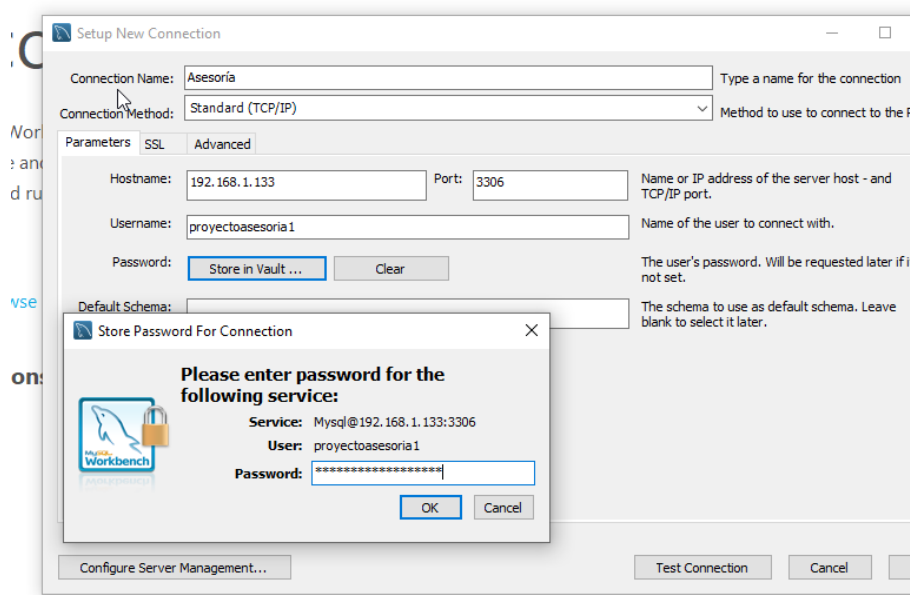 Setup New Connection
Connection Name: Asesoría Type a name for the connection
Connection Method: Standard (TCP/IP) Method to use to connect to the
Parameters SSL Advanced
Hostname: 192.168.1.133 Port: 3306 Name or IP address of the server host - and
TCP/IP port.
Username: proyectoasesoria1 Name of the user to connect with.
Password: Store in Vault ... Clear The user's password. Will be requested later if
not set.
Default Schema: The schema to use as default schema. Leave
blank to select it later.
Store Password For Connection
Please enter password for the
following service:
Service: Mysql@192.168.1.133:3306
User: proyectoasesoria1
Password: ******************
MySQL
Workbench
OK Cancel
Configure Server Management... Test Connection Cancel